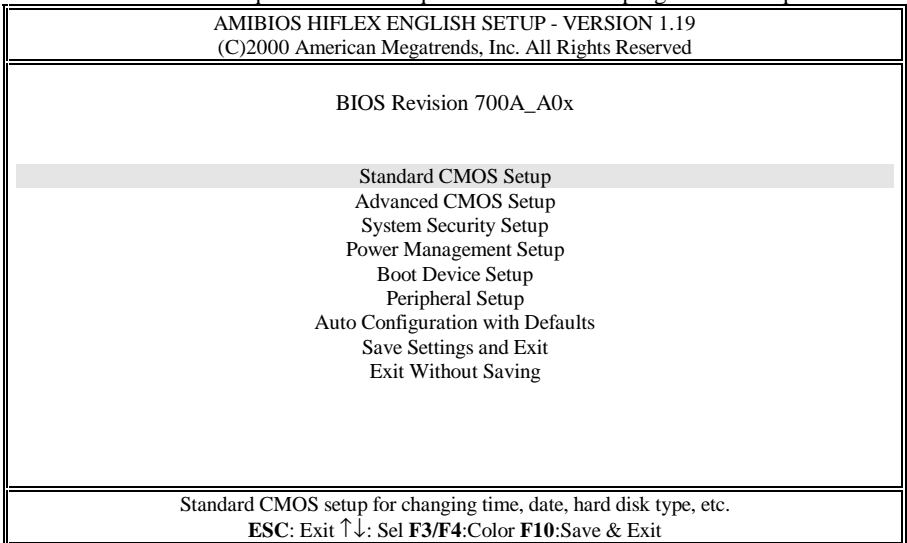 AMIBIOS HIFLEX ENGLISH SETUP - VERSION 1.19
(C)2000 American Megatrends, Inc. All Rights Reserved
BIOS Revision 700A_A0x
Standard CMOS Setup
Advanced CMOS Setup
System Security Setup
Power Management Setup
Boot Device Setup
Peripheral Setup
Auto Configuration with Defaults
Save Settings and Exit
Exit Without Saving
Standard CMOS setup for changing time, date, hard disk type, etc.
ESC: Exit ↑↓: Sel F3/F4:Color F10:Save & Exit